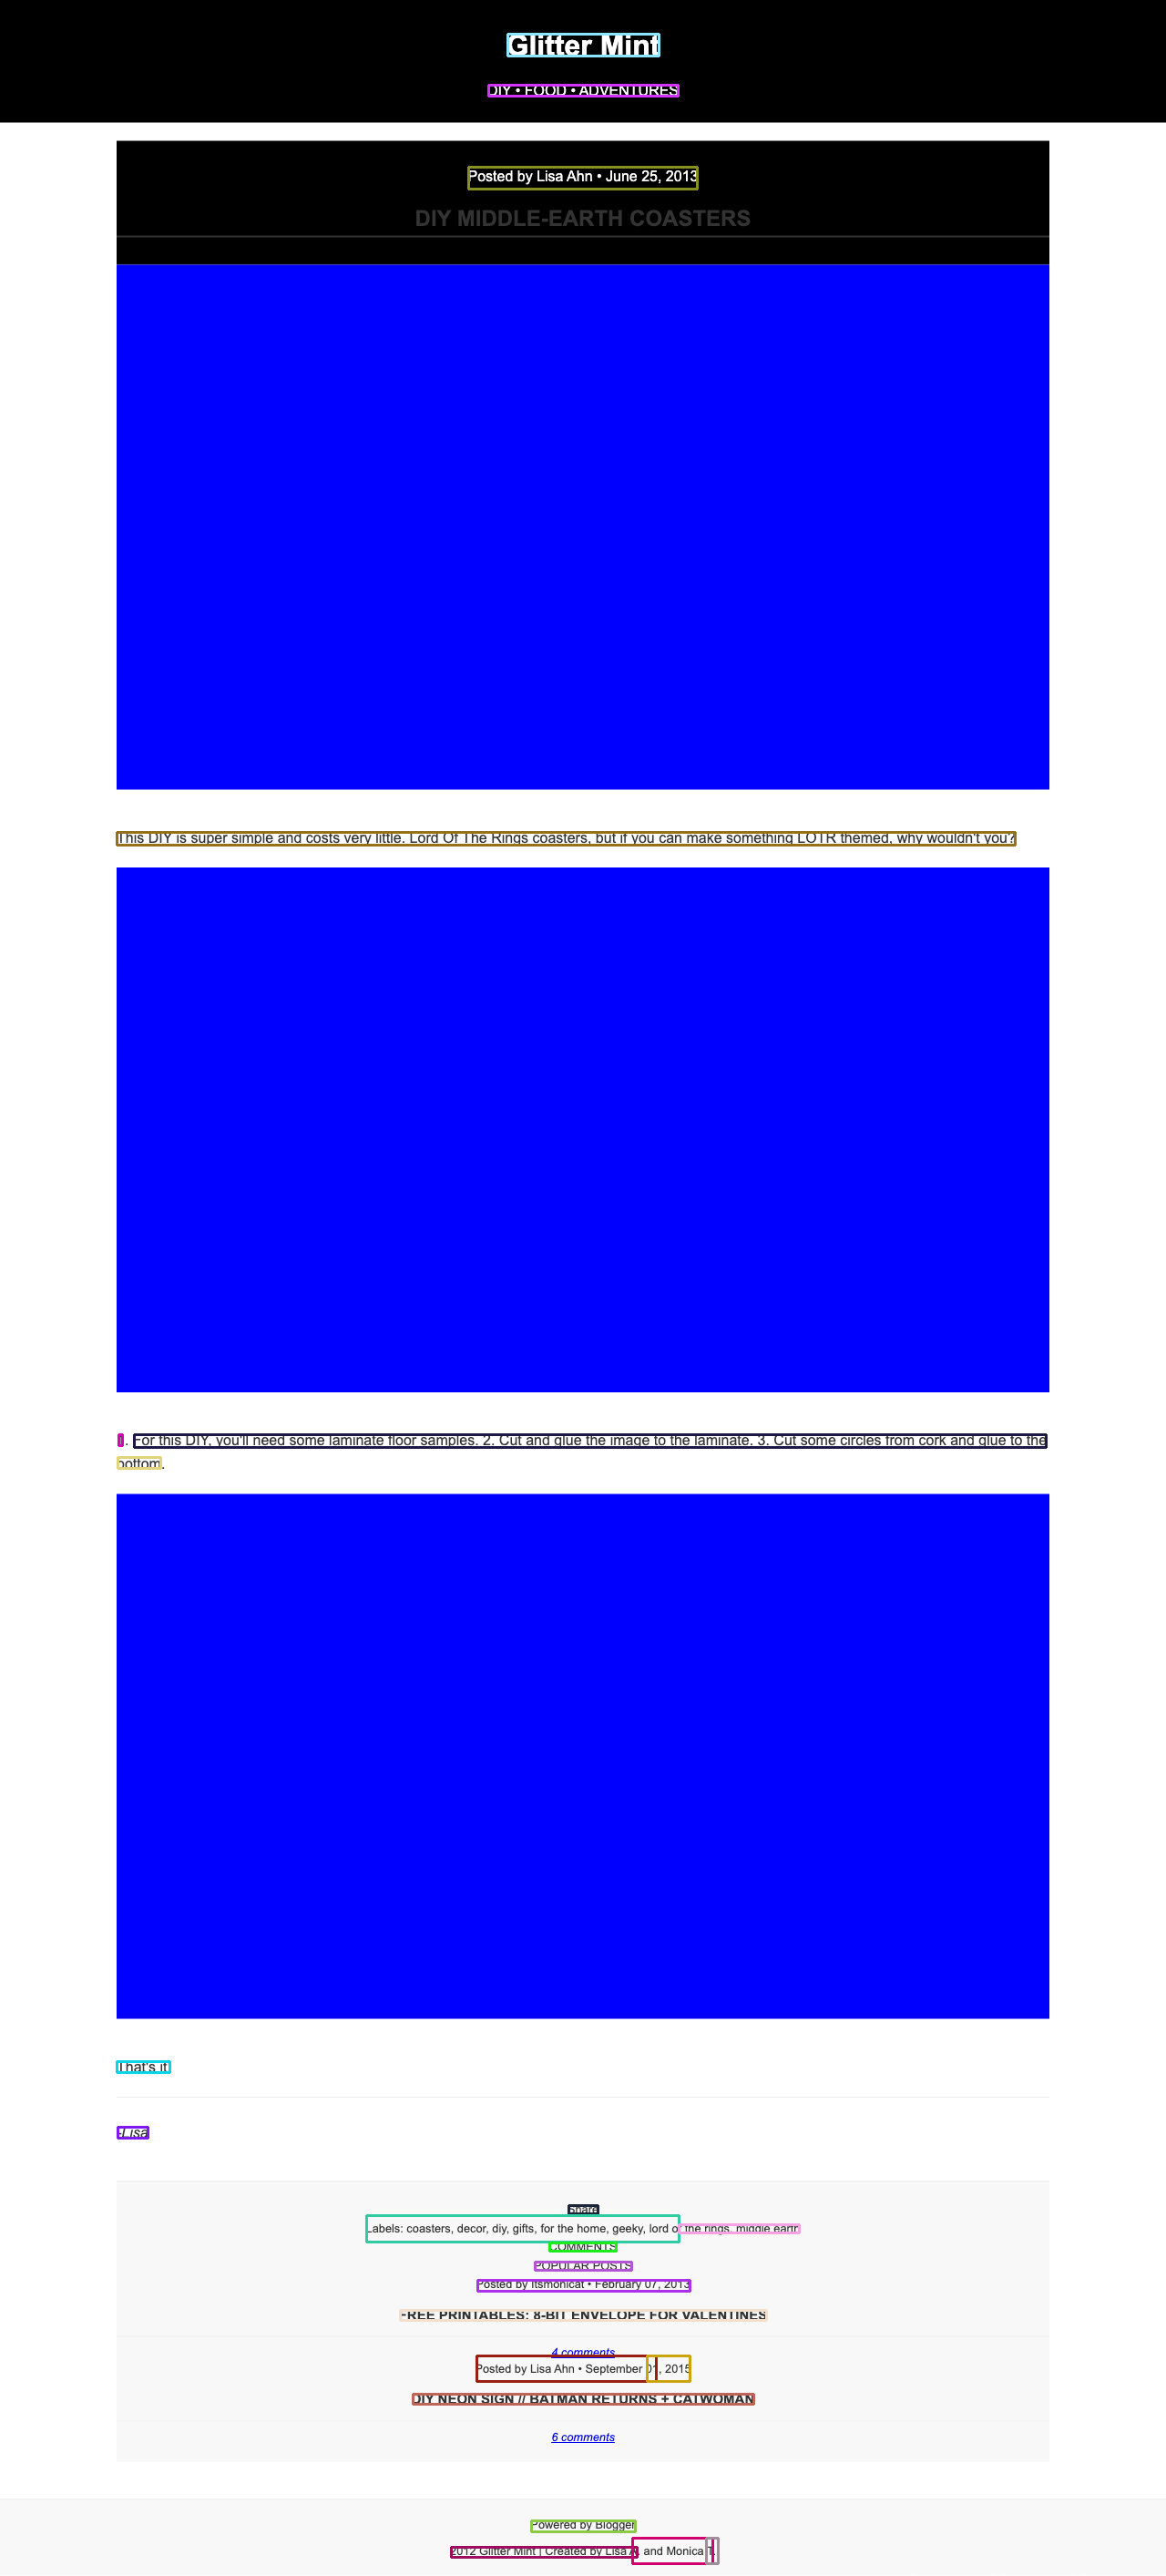 Glitter Mint
DIY • FOOD • ADVENTURES
Posted by Lisa Ahn • June 25, 2013
DIY MIDDLE-EARTH COASTERS
This DIY is super simple and costs very little. Lord Of The Rings coasters, but if you can make something LOTR themed, why wouldn't you?
1. For this DIY, you'll need some laminate floor samples. 2. Cut and glue the image to the laminate. 3. Cut some circles from cork and glue to the
bottom.
That's it
-Lisa
Share
Labels: coasters, decor, diy, gifts, for the home, geeky, lord of the rings, middle earth
COMMENTS
POPULAR POSTS
Posted by Itsmonicat • February 07, 2013
FREE PRINTABLES: 8-BIT ENVELOPE FOR VALENTINES
4 comments
Posted by Lisa Ahn • September 01, 2015
DIY NEON SIGN // BATMAN RETURNS + CATWOMAN
6 comments
Powered by Blogger
2012 Glitter Mint | Created by Lisa A. and Monica T.